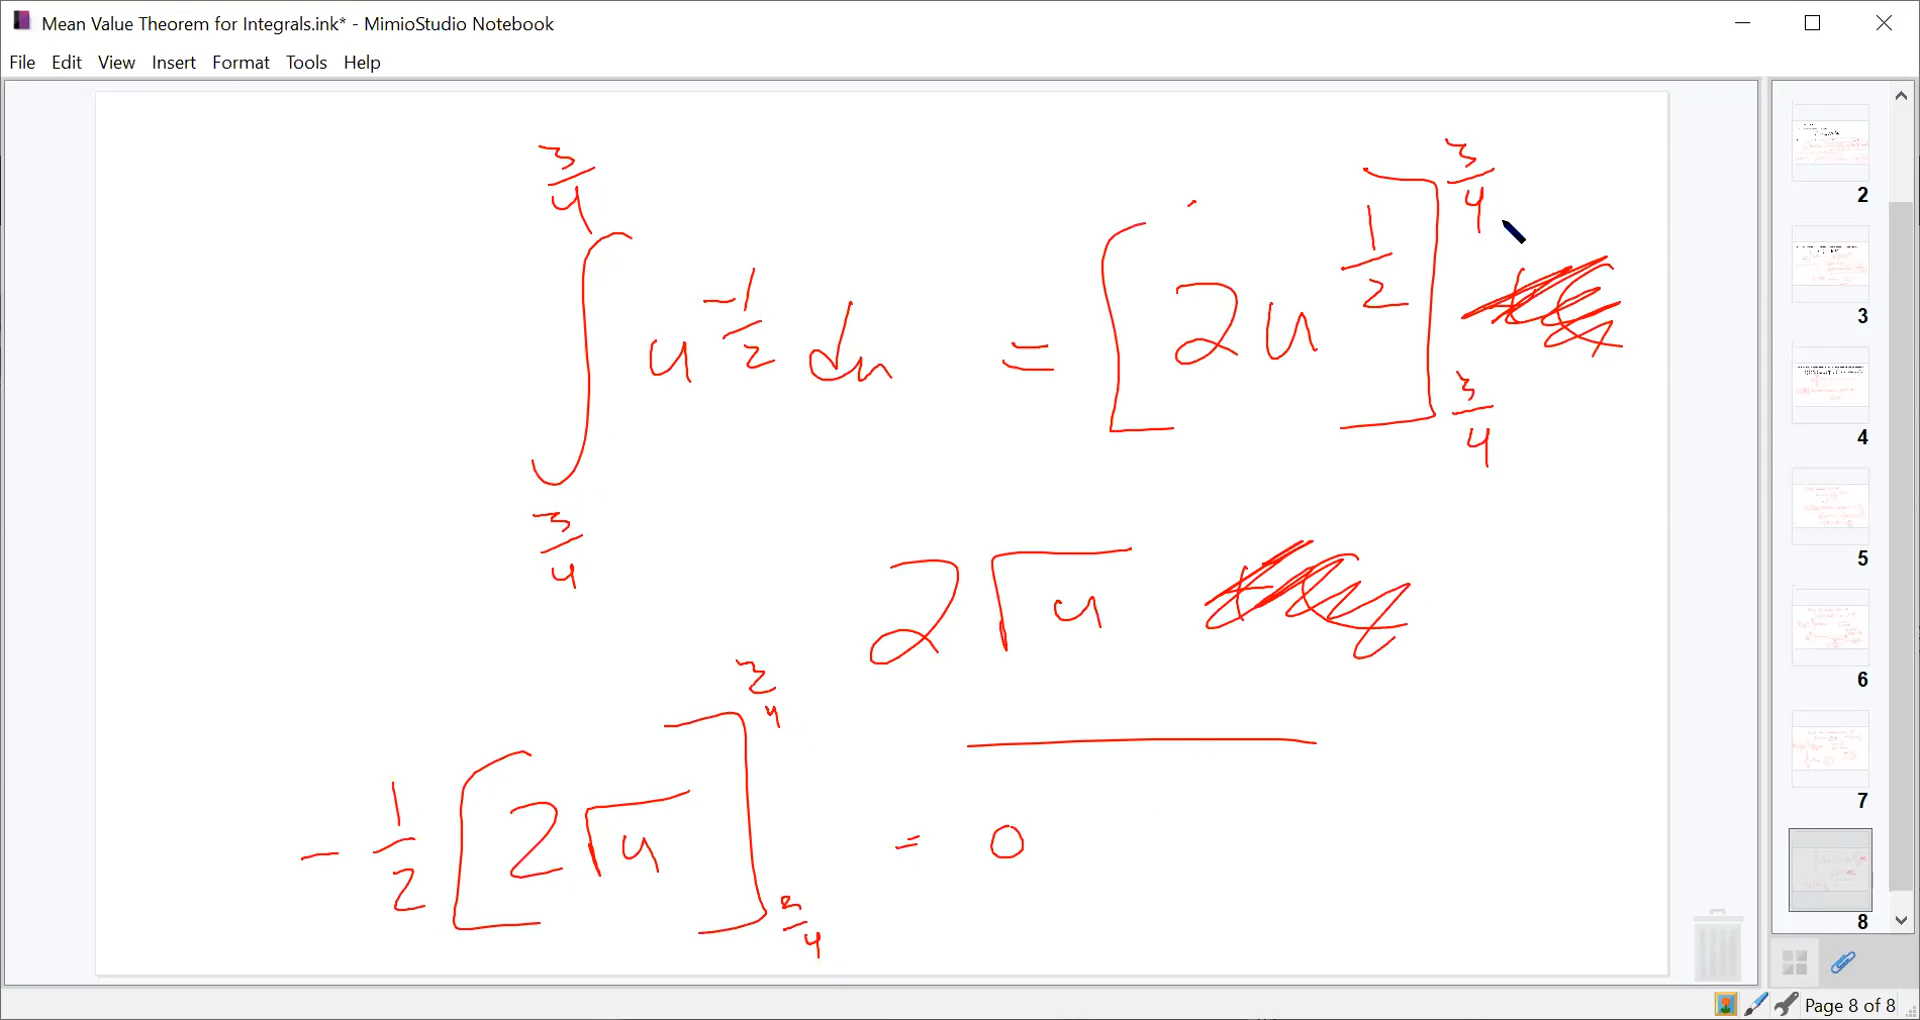 Mean Value Theorem for Integrals.ink* - MimioStudio Notebook
File Edit View Insert Format Tools Help
∫_{3/4}^{3/4} u^{-1/2} du = [2u^{1/2}]_{3/4}^{3/4}
2√u
-1/2 [2√u]_{3/4}^{3/4} = 0
2
3
4
5
6
7
8
Page 8 of 8